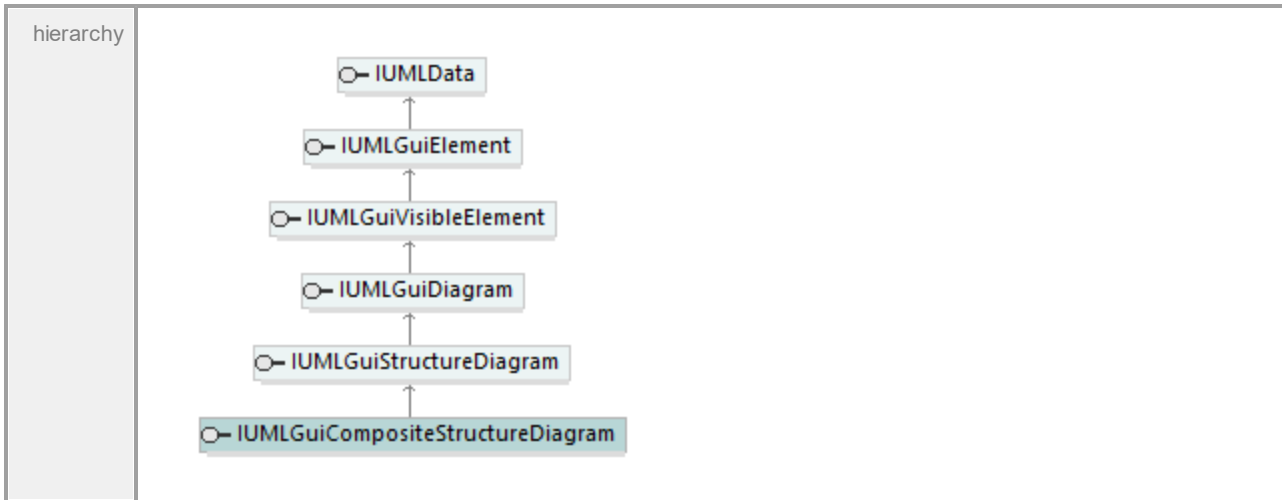 hierarchy
IUMLData
IUMLGuiElement
IUMLGuiVisibleElement
IUMLGuiDiagram
IUMLGuiStructureDiagram
IUMLGuiCompositeStructureDiagram